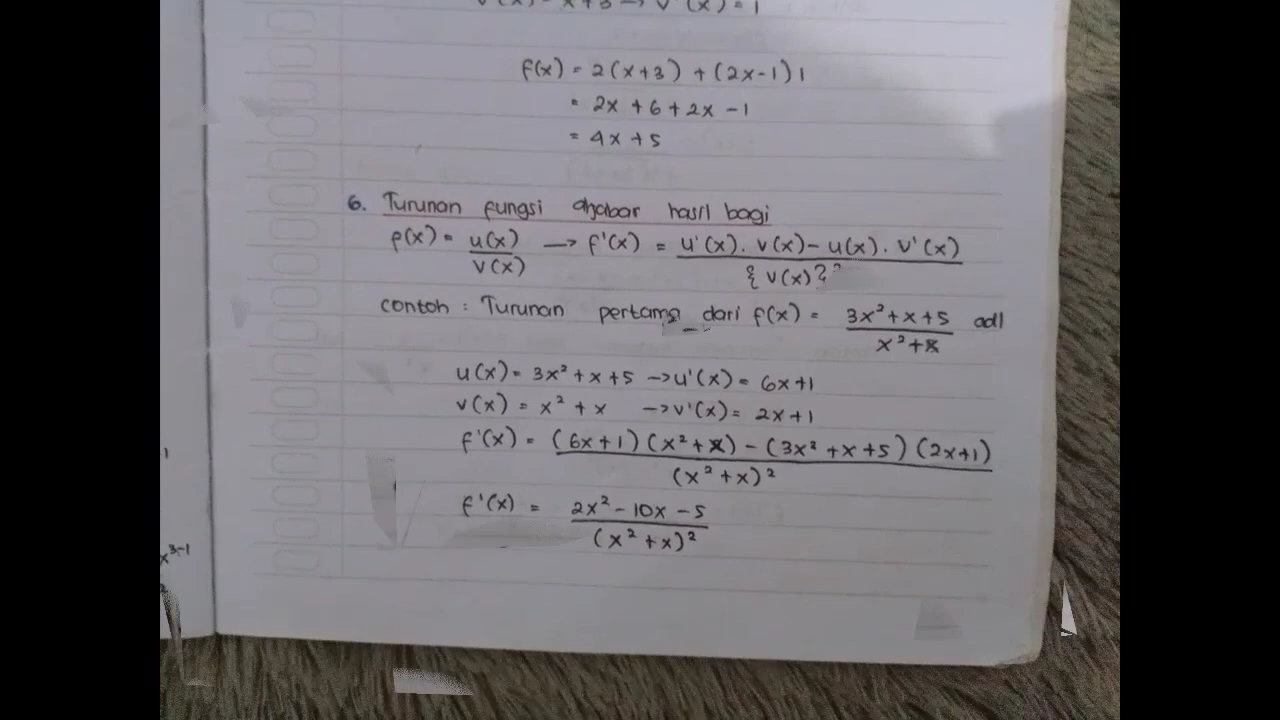 f(x) = 2(x+3) + (2x-1) 1
= 2x + 6 + 2x - 1
= 4x + 5
6. Turunan fungsi aljabar hasil bagi
f(x) = u(x)/v(x) → f'(x) = u'(x) . v(x) - u(x) . v'(x) / {v(x)}²
contoh : Turunan pertama dari f(x) = 3x² + x + 5 / x² + x adl
u(x) = 3x² + x + 5 → u'(x) = 6x+1
v(x) = x² + x → v'(x) = 2x+1
f'(x) = (6x+1) (x²+x) - (3x² + x + 5) (2x+1) / (x² + x)²
f'(x) = 2x² - 10x - 5 / (x² + x)²
x³⁻¹